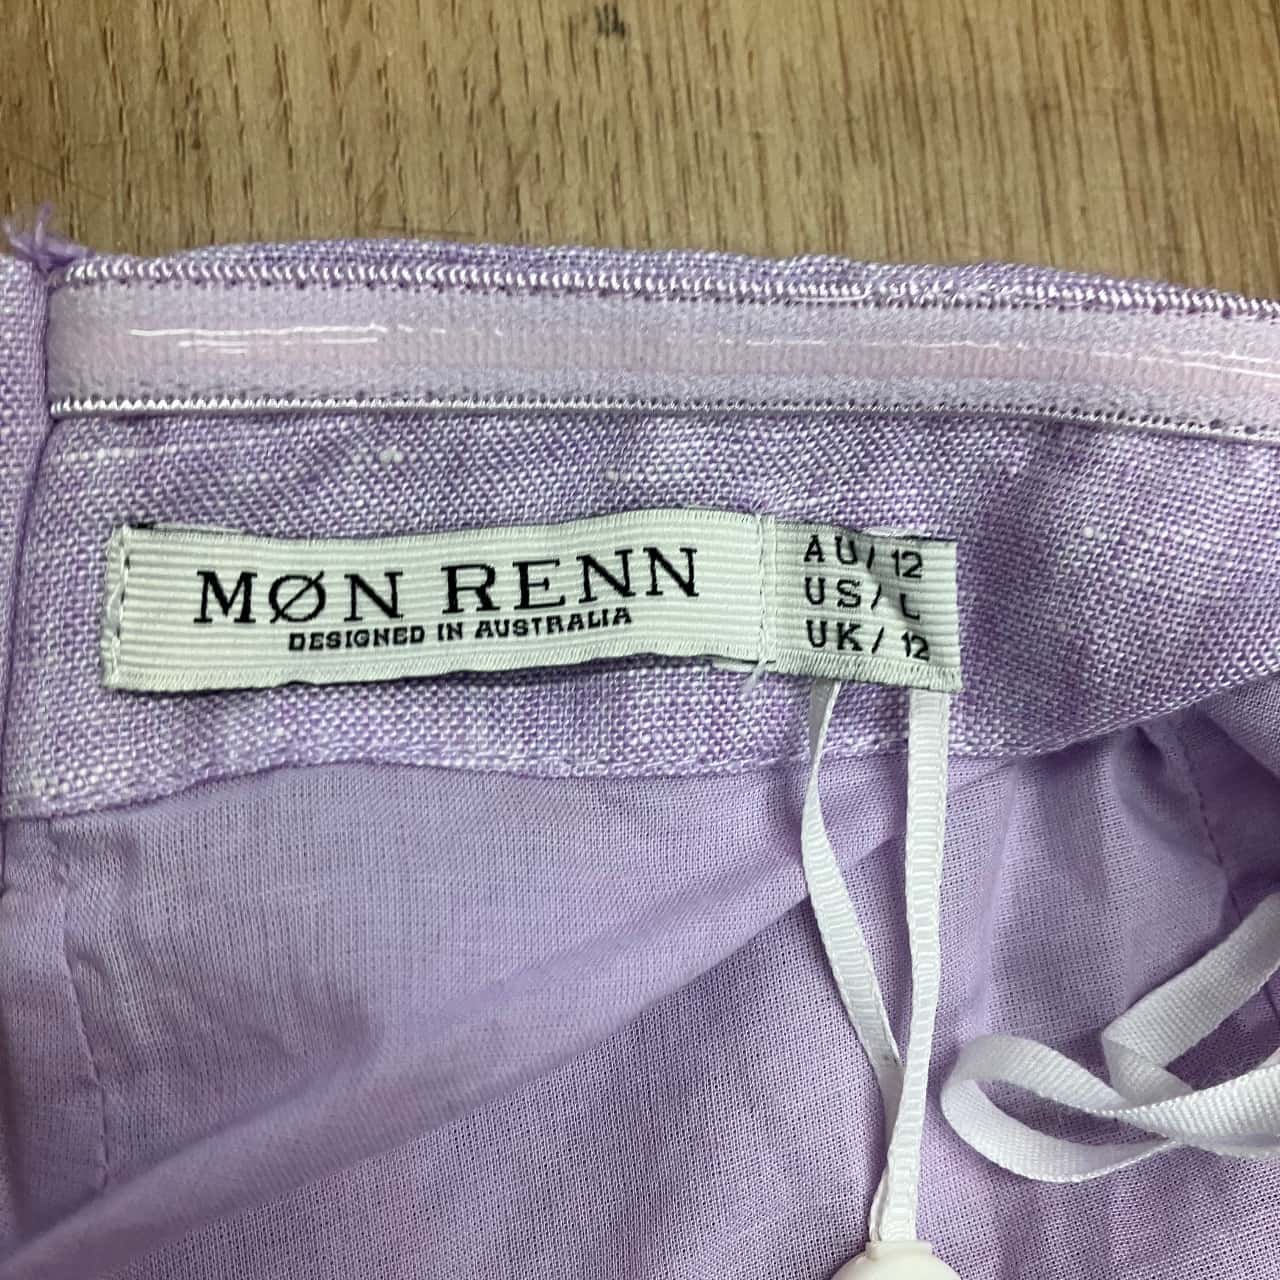 MØN RENN
DESIGNED IN AUSTRALIA
AU/ 12
US/ L
UK/ 12